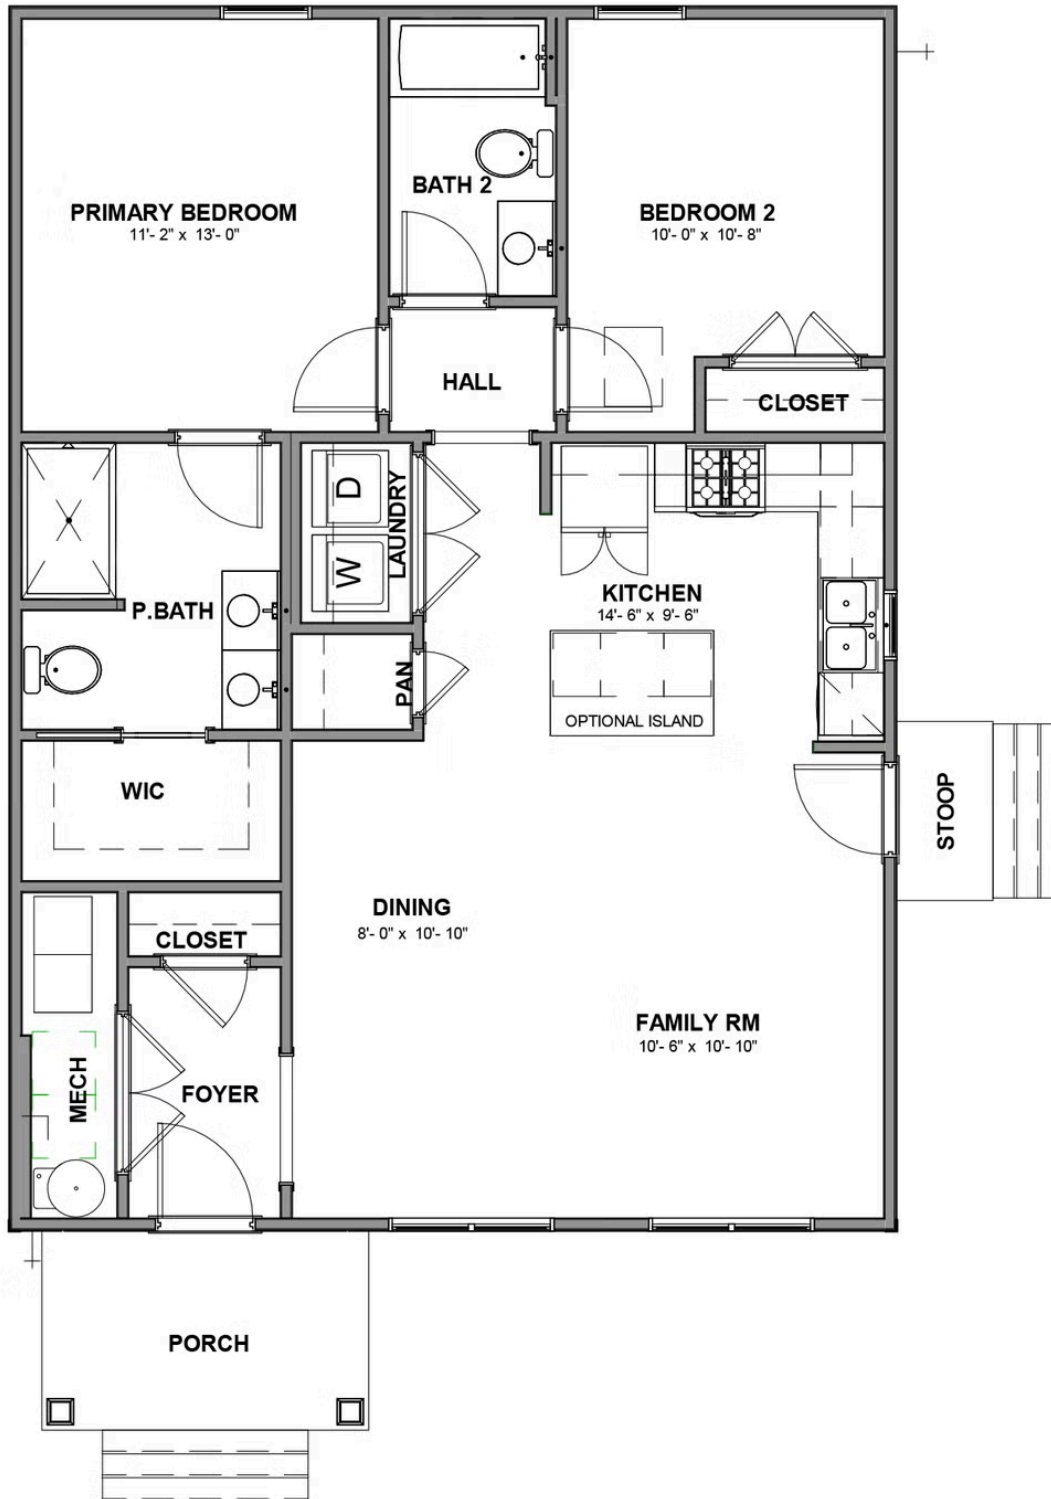 PRIMARY BEDROOM
11'- 2" x 13'- 0"
BATH 2
BEDROOM 2
10'- 0" x 10'- 8"
HALL
CLOSET
D
W
LAUNDRY
KITCHEN
14'- 6" x 9'- 6"
P.BATH
PAN
OPTIONAL ISLAND
WIC
STOOP
DINING
8'- 0" x 10'- 10"
CLOSET
FAMILY RM
10'- 6" x 10'- 10"
MECH
FOYER
PORCH